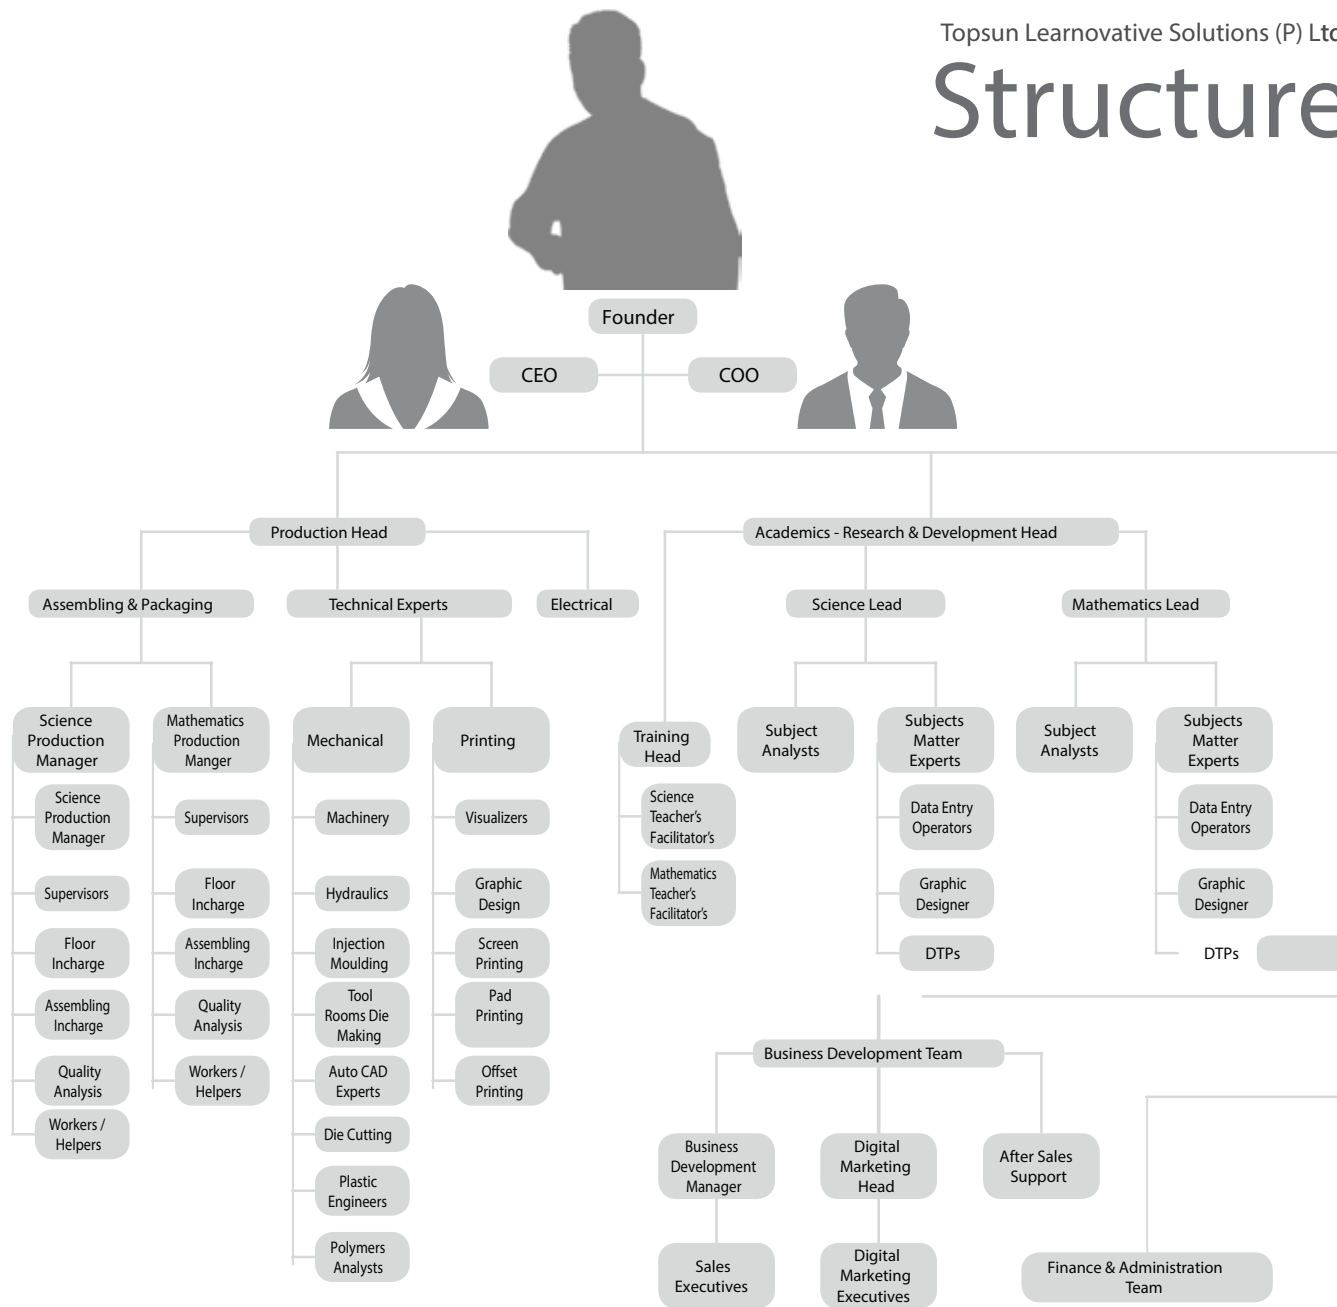 Topsun Learnovative Solutions (P) Ltd
Structure
Founder
CEO
COO
Production Head
Academics - Research & Development Head
Assembling & Packaging
Technical Experts
Electrical
Science Lead
Mathematics Lead
Science
Production
Manager
Mathematics
Production
Manger
Mechanical
Printing
Training
Head
Subject
Analysts
Subjects
Matter
Experts
Subject
Analysts
Subjects
Matter
Experts
Science
Production
Manager
Supervisors
Floor
Incharge
Assembling
Incharge
Quality
Analysis
Workers /
Helpers
Supervisors
Floor
Incharge
Assembling
Incharge
Quality
Analysis
Workers /
Helpers
Machinery
Hydraulics
Injection
Moulding
Tool
Rooms Die
Making
Auto CAD
Experts
Die Cutting
Plastic
Engineers
Polymers
Analysts
Visualizers
Graphic
Design
Screen
Printing
Pad
Printing
Offset
Printing
Science
Teacher's
Facilitator's
Mathematics
Teacher's
Facilitator's
Data Entry
Operators
Graphic
Designer
DTPs
Data Entry
Operators
Graphic
Designer
DTPs
Business Development Team
Business
Development
Manager
Digital
Marketing
Head
After Sales
Support
Sales
Executives
Digital
Marketing
Executives
Finance & Administration
Team